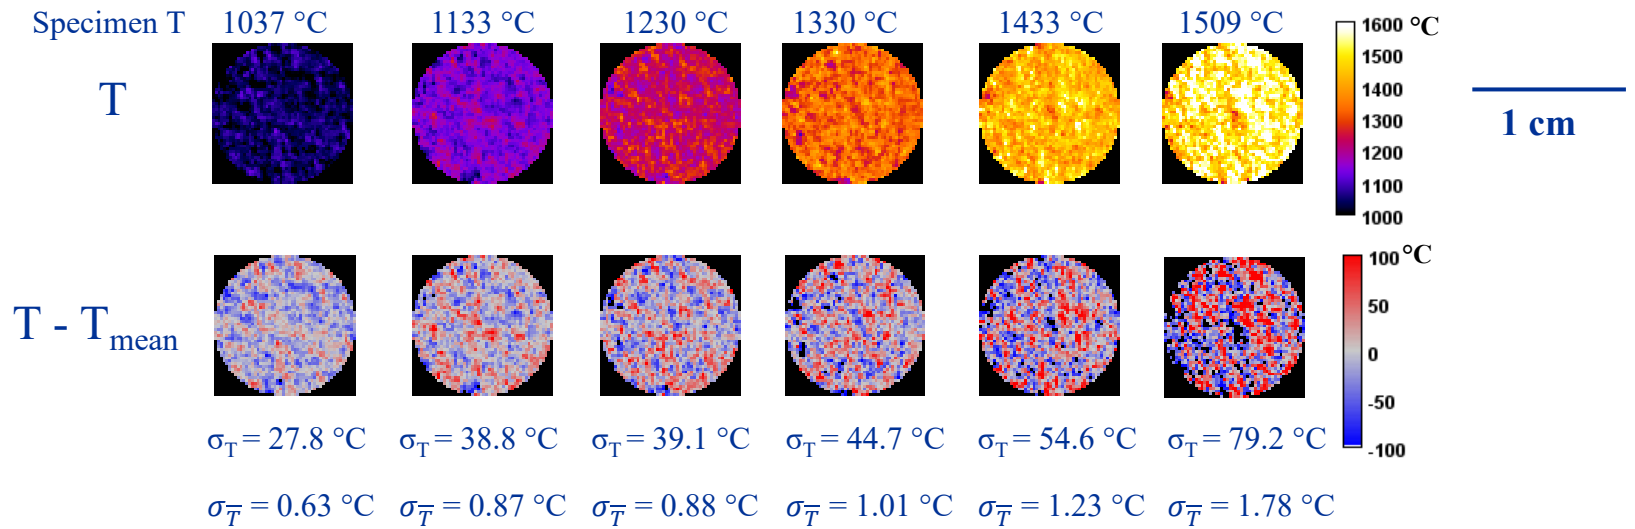 Specimen T 1037 °C 1133 °C 1230 °C 1330 °C 1433 °C 1509 °C
T
1600 °C
1500
1400
1300
1200
1100
1000
1 cm
T - Tmean
100 °C
50
0
-50
-100
σT = 27.8 °C σT = 38.8 °C σT = 39.1 °C σT = 44.7 °C σT = 54.6 °C σT = 79.2 °C
σT̅ = 0.63 °C σT̅ = 0.87 °C σT̅ = 0.88 °C σT̅ = 1.01 °C σT̅ = 1.23 °C σT̅ = 1.78 °C